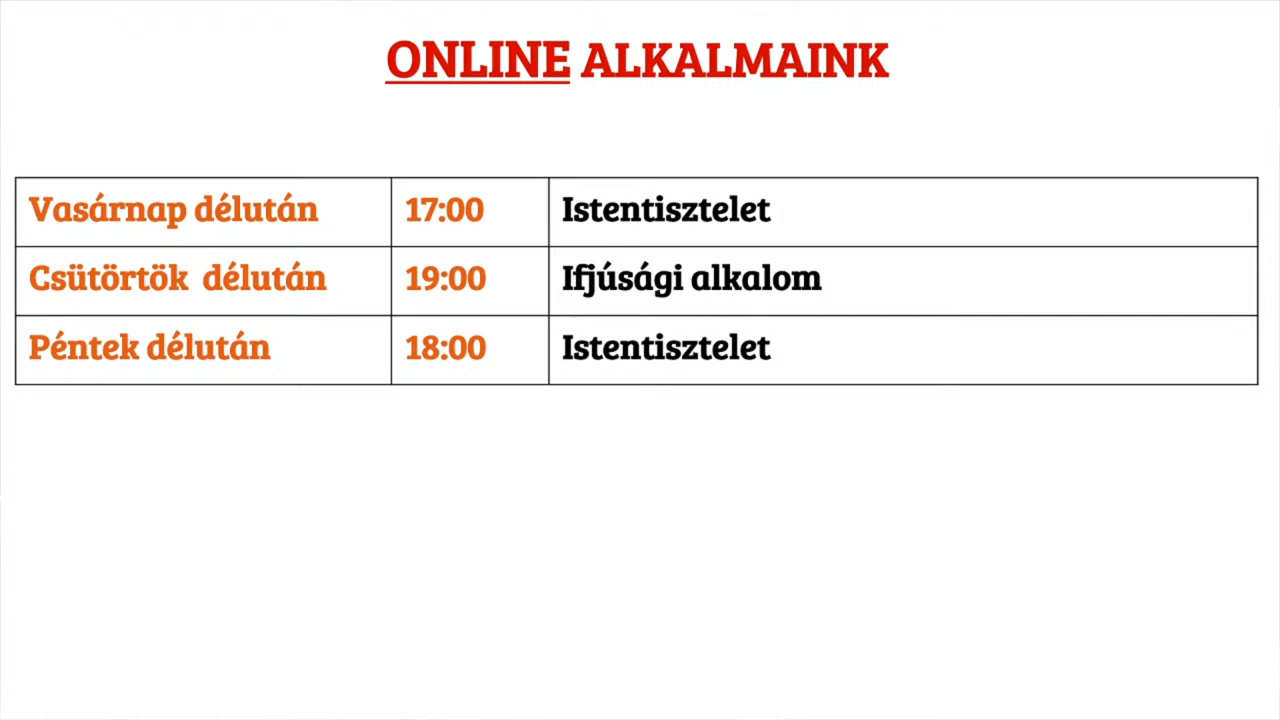 ONLINE ALKALMAINK
Vasárnap délután 17:00 Istentisztelet
Csütörtök délután 19:00 Ifjúsági alkalom
Péntek délután 18:00 Istentisztelet